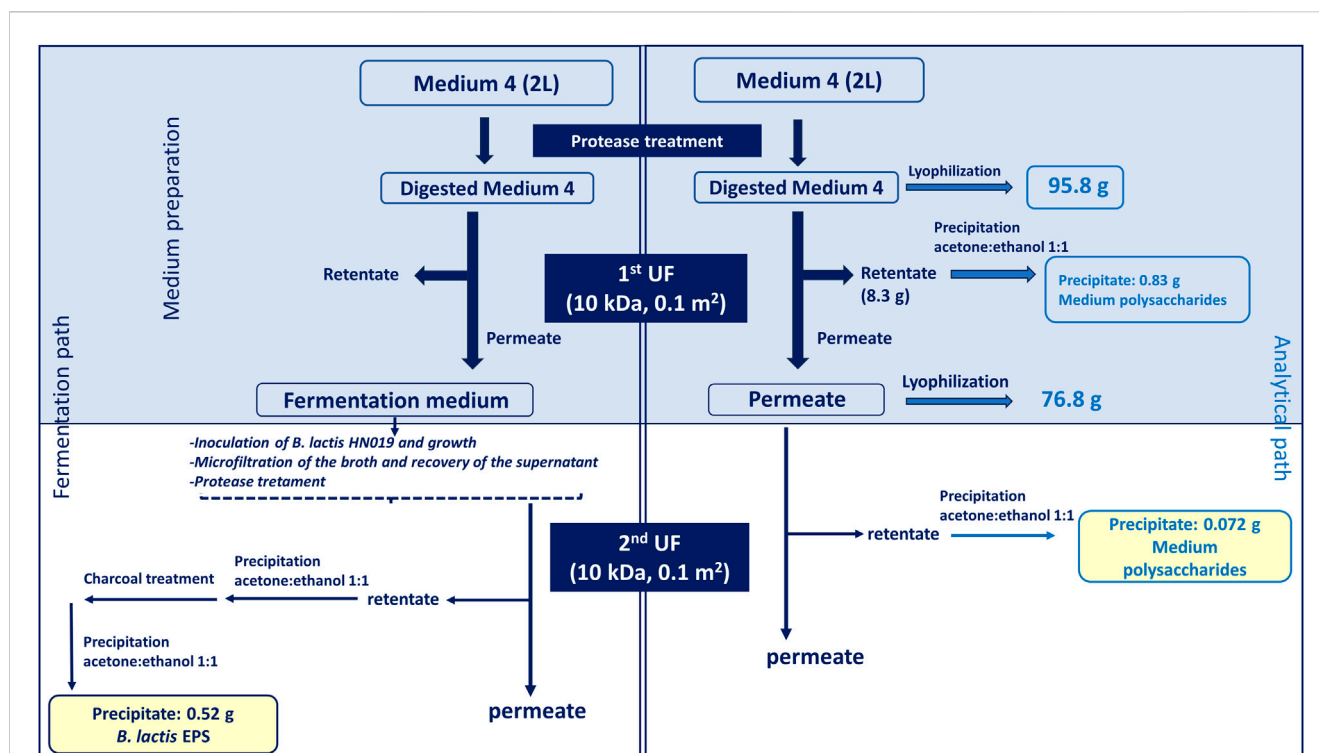 Medium 4 (2L)
Medium 4 (2L)
Protease treatment
Medium preparation
Digested Medium 4
Digested Medium 4
Lyophilization
95.8 g
Precipitation
acetone:ethanol 1:1
Retentate
1st UF
(10 kDa, 0.1 m2)
Retentate
(8.3 g)
Precipitate: 0.83 g
Medium polysaccharides
Permeate
Permeate
Fermentation path
Analytical path
Fermentation medium
Permeate
Lyophilization
76.8 g
-Inoculation of B. lactis HN019 and growth
-Microfiltration of the broth and recovery of the supernatant
-Protease tretament
Precipitation
acetone:ethanol 1:1
retentate
Precipitate: 0.072 g
Medium
polysaccharides
2nd UF
(10 kDa, 0.1 m2)
Charcoal treatment
Precipitation
acetone:ethanol 1:1
retentate
Precipitation
acetone:ethanol 1:1
permeate
permeate
Precipitate: 0.52 g
B. lactis EPS